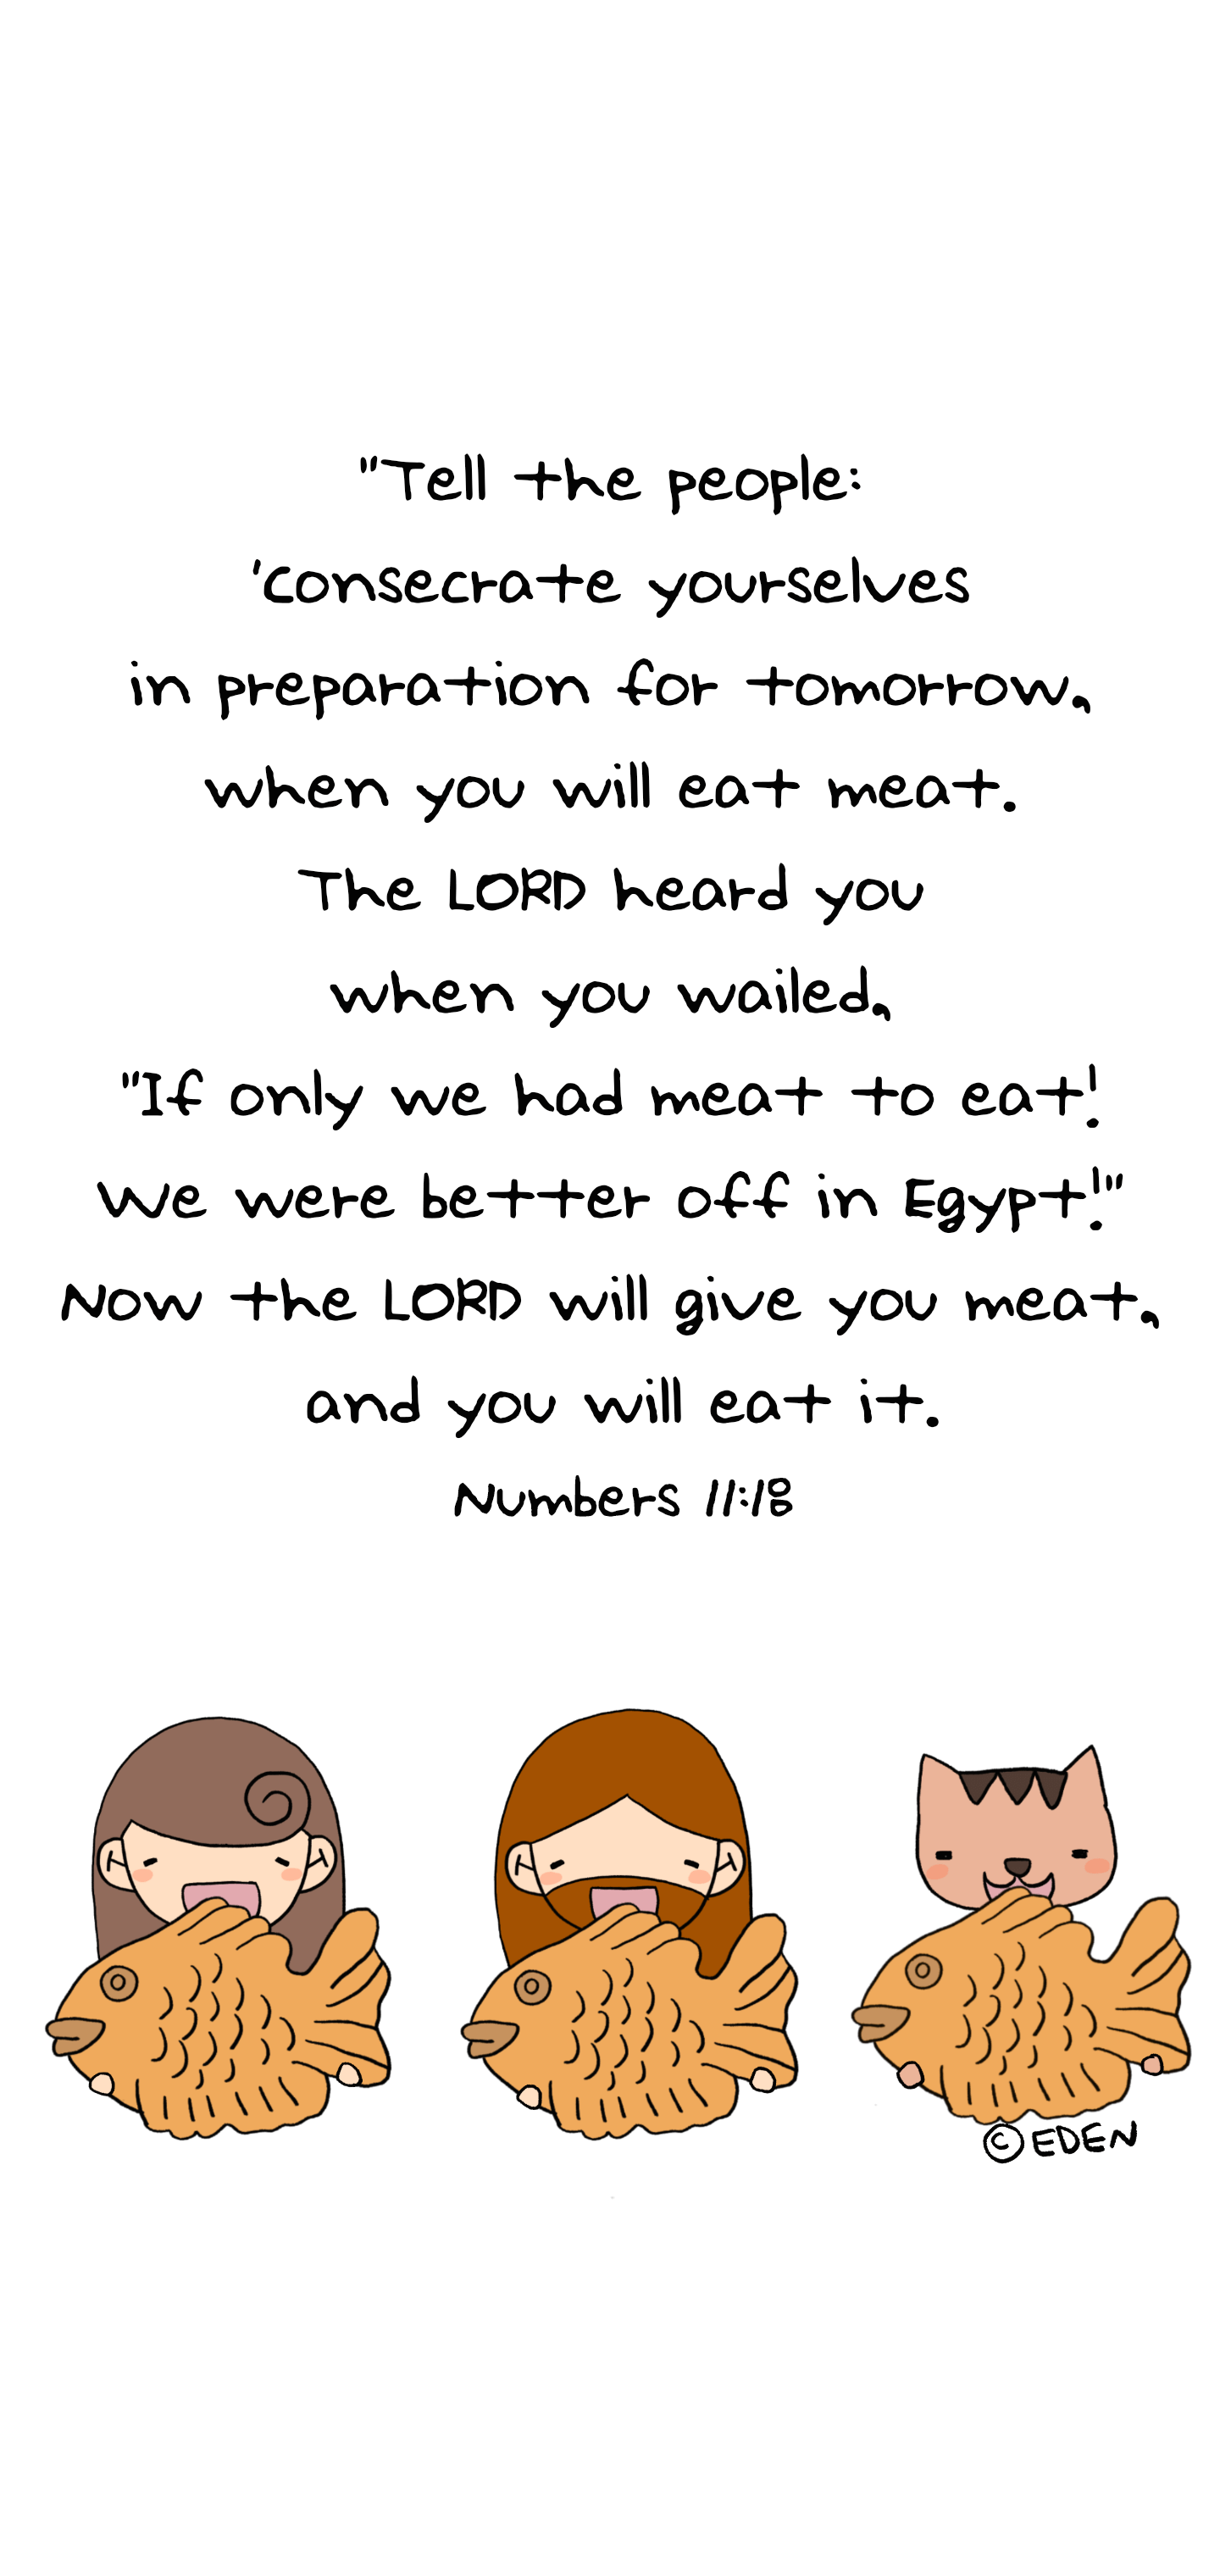 "Tell the people:
'Consecrate yourselves
in preparation for tomorrow,
when you will eat meat.
The LORD heard you
when you wailed,
"If only we had meat to eat!
We were better off in Egypt!"
Now the LORD will give you meat,
and you will eat it.
Numbers 11:18
© EDEN